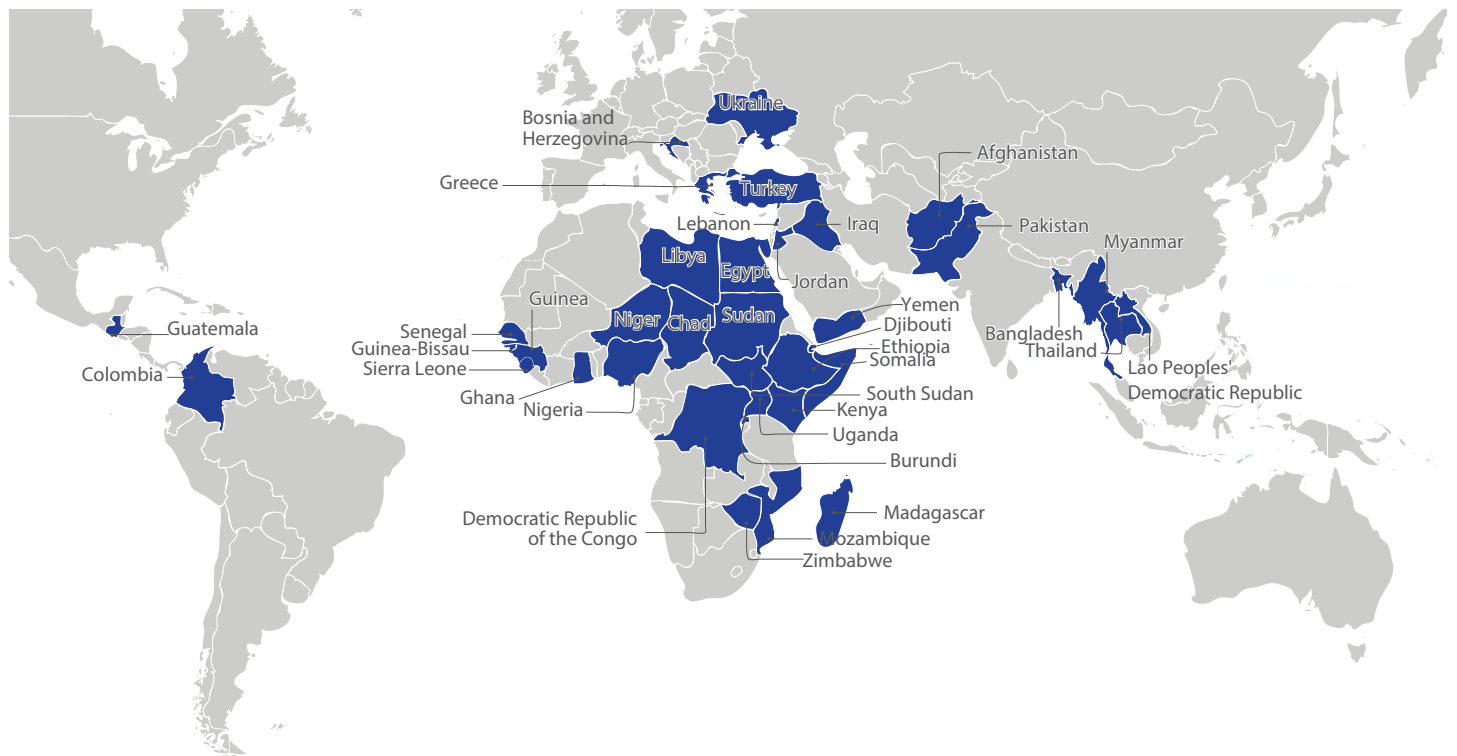 Ukraine
Bosnia and
Herzegovina
Afghanistan
Greece
Turkey
Lebanon
Iraq
Pakistan
Myanmar
Libya
Egypt
Jordan
Guinea
Yemen
Niger
Chad
Sudan
Djibouti
Guatemala
Senegal
Bangladesh
Guinea-Bissau
Ethiopia
Thailand
Somalia
Sierra Leone
Lao Peoples'
Democratic Republic
Colombia
South Sudan
Ghana
Nigeria
Kenya
Uganda
Burundi
Madagascar
Democratic Republic
of the Congo
Mozambique
Zimbabwe